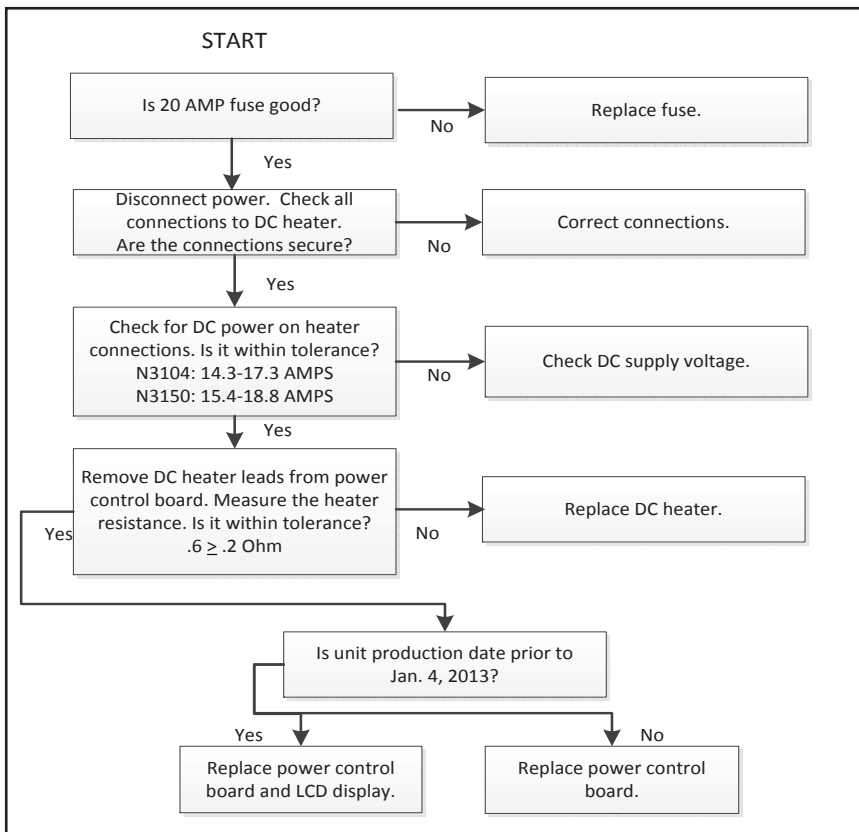 START
Is 20 AMP fuse good?
No
Replace fuse.
Yes
Disconnect power. Check all
connections to DC heater.
Are the connections secure?
No
Correct connections.
Yes
Check for DC power on heater
connections. Is it within tolerance?
N3104: 14.3-17.3 AMPS
N3150: 15.4-18.8 AMPS
No
Check DC supply voltage.
Yes
Remove DC heater leads from power
control board. Measure the heater
resistance. Is it within tolerance?
.6 ≥ .2 Ohm
No
Replace DC heater.
Yes
Is unit production date prior to
Jan. 4, 2013?
Yes
Replace power control
board and LCD display.
No
Replace power control
board.